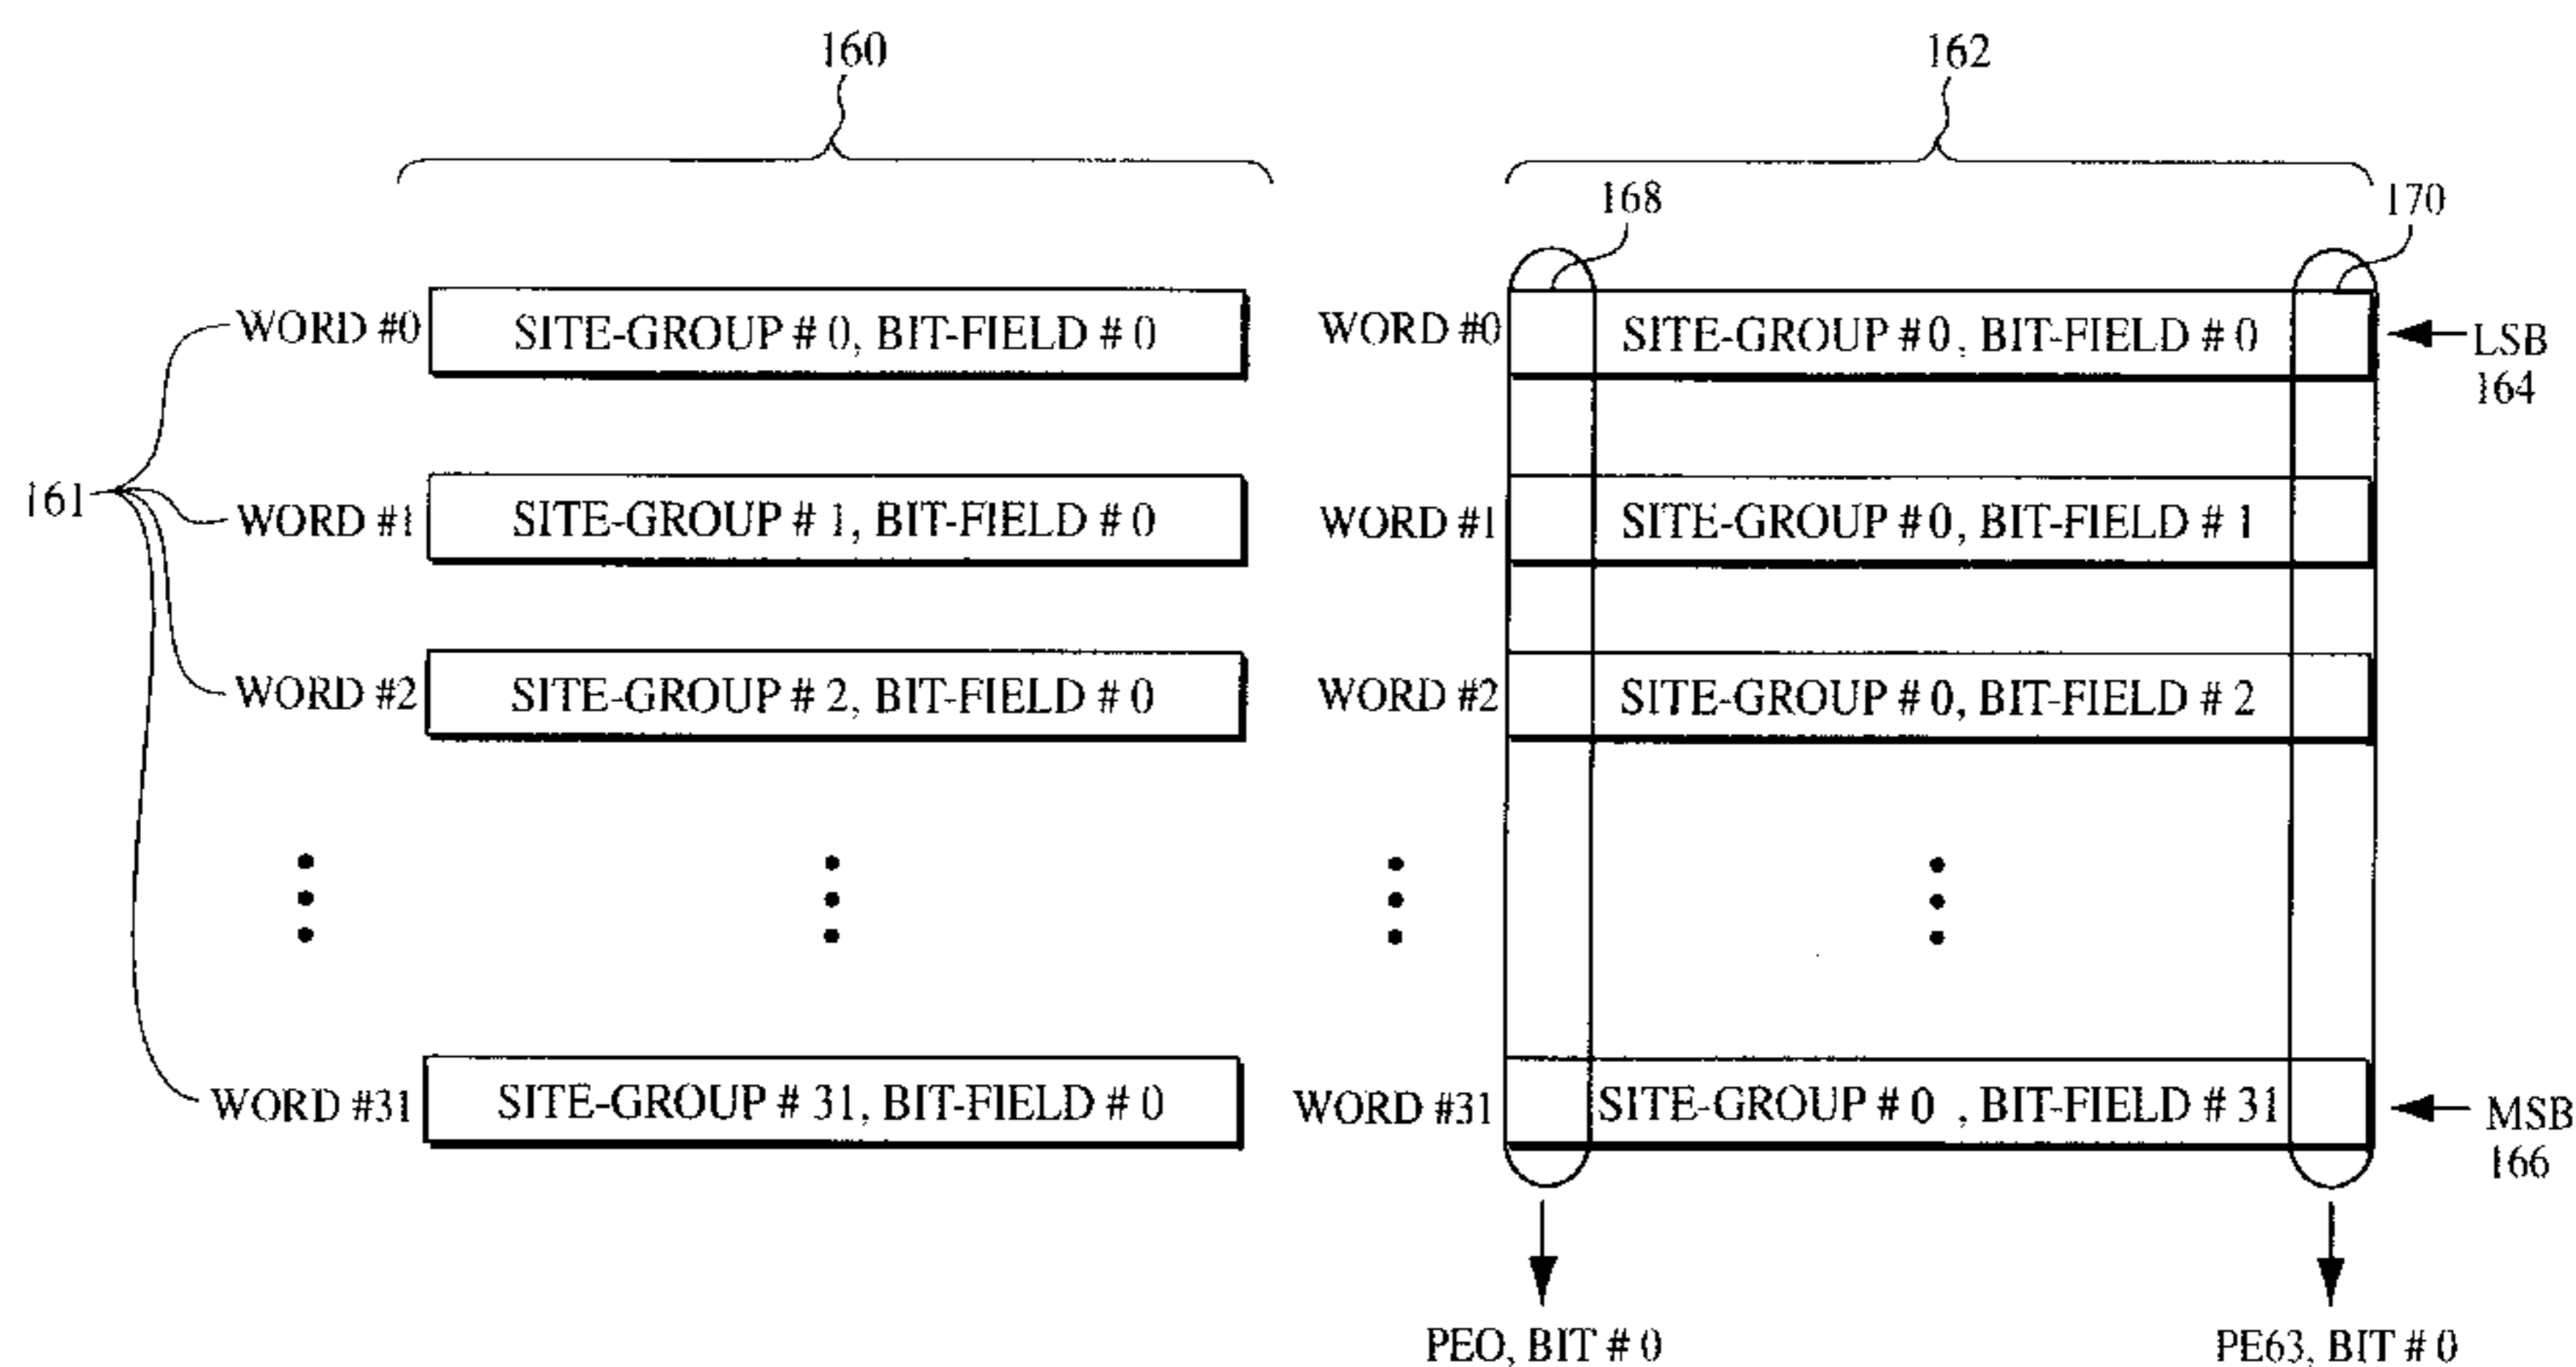 160
162
168
170
WORD #0
SITE-GROUP # 0, BIT-FIELD # 0
WORD #0
SITE-GROUP # 0, BIT-FIELD # 0
LSB
164
161
WORD #1
SITE-GROUP # 1, BIT-FIELD # 0
WORD #1
SITE-GROUP # 0, BIT-FIELD # 1
WORD #2
SITE-GROUP # 2, BIT-FIELD # 0
WORD #2
SITE-GROUP # 0, BIT-FIELD # 2
WORD #31
SITE-GROUP # 31, BIT-FIELD # 0
WORD #31
SITE-GROUP # 0 , BIT-FIELD # 31
MSB
166
PEO, BIT # 0
PE63, BIT # 0